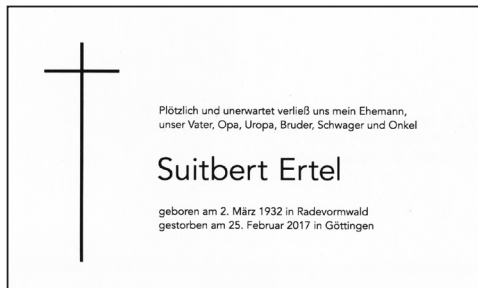 Plötzlich und unerwartet verließ uns mein Ehemann,
unser Vater, Opa, Uropa, Bruder, Schwager und Onkel
Suitbert Ertel
geboren am 2. März 1932 in Radevormwald
gestorben am 25. Februar 2017 in Göttingen